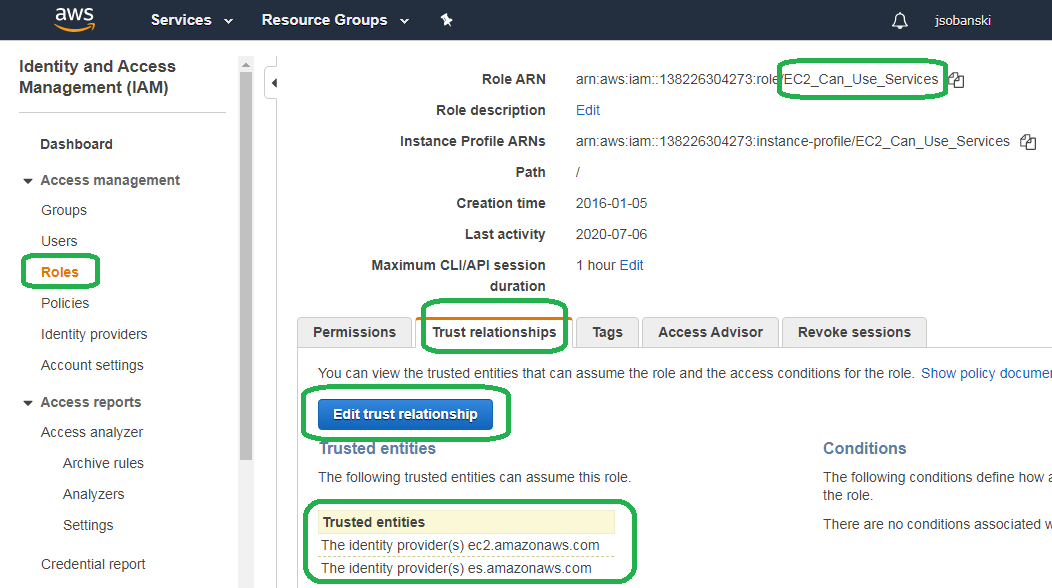 aws
Services
Resource Groups
jsobanski
Identity and Access
Management (IAM)
Dashboard
Access management
Groups
Users
Roles
Policies
Identity providers
Account settings
Access reports
Access analyzer
Archive rules
Analyzers
Settings
Credential report
Role ARN arn:aws:iam::138226304273:role/EC2_Can_Use_Services
Role description Edit
Instance Profile ARNs arn:aws:iam::138226304273:instance-profile/EC2_Can_Use_Services
Path /
Creation time 2016-01-05
Last activity 2020-07-06
Maximum CLI/API session 1 hour Edit
duration
Permissions Trust relationships Tags Access Advisor Revoke sessions
You can view the trusted entities that can assume the role and the access conditions for the role. Show policy documen
Edit trust relationship
Trusted entities
The following trusted entities can assume this role.
Trusted entities
The identity provider(s) ec2.amazonaws.com
The identity provider(s) es.amazonaws.com
Conditions
The following conditions define how a
the role.
There are no conditions associated w